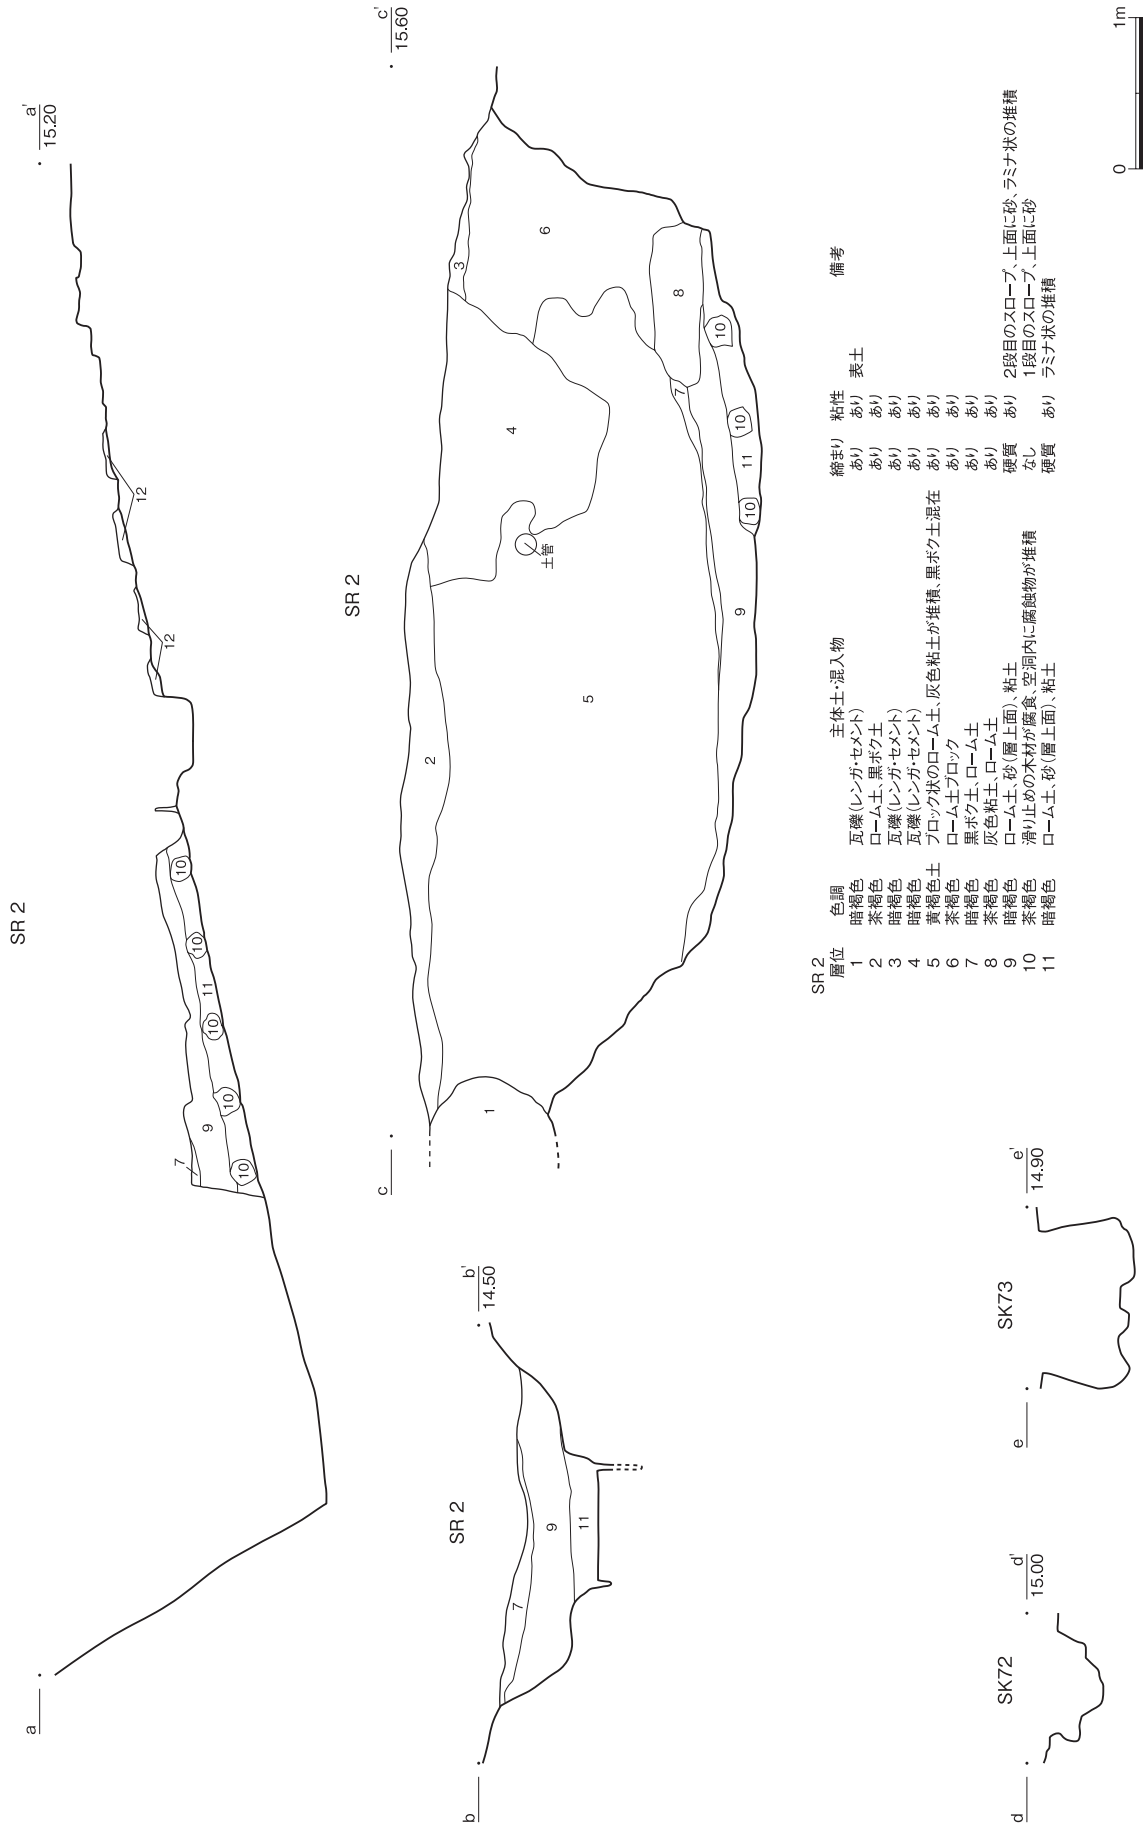 SR 2
a
a'
15.20
7
9
10
10
10
10
10
11
12
12
SR 2
c
c'
15.60
1
2
3
4
5
6
7
8
9
10
10
10
11
土管
SR 2
b
b'
14.50
7
9
11
SR 2
層位 色調 主体土・混入物 締まり 粘性 備考
1 暗褐色 瓦礫(レンガ・セメント) あり あり 表土
2 茶褐色 ローム土、黒ボク土 あり あり
3 暗褐色 瓦礫(レンガ・セメント) あり あり
4 暗褐色 瓦礫(レンガ・セメント) あり あり
5 黄褐色土 ブロック状のローム土、灰色粘土が堆積、黒ボク土混在 あり あり
6 茶褐色 ローム土ブロック あり あり
7 暗褐色 黒ボク土、ローム土 あり あり
8 茶褐色 灰色粘土、ローム土 あり あり
9 暗褐色 ローム土、砂(層上面)、粘土 硬質 あり 2段目のスロープ、上面に砂、ラミナ状の堆積
10 茶褐色 滑り止めの木材が腐食、空洞内に腐蝕物が堆積 なし 1段目のスロープ、上面に砂
11 暗褐色 ローム土、砂(層上面)、粘土 硬質 あり ラミナ状の堆積
SK72
d
d'
15.00
SK73
e
e'
14.90
0
1m